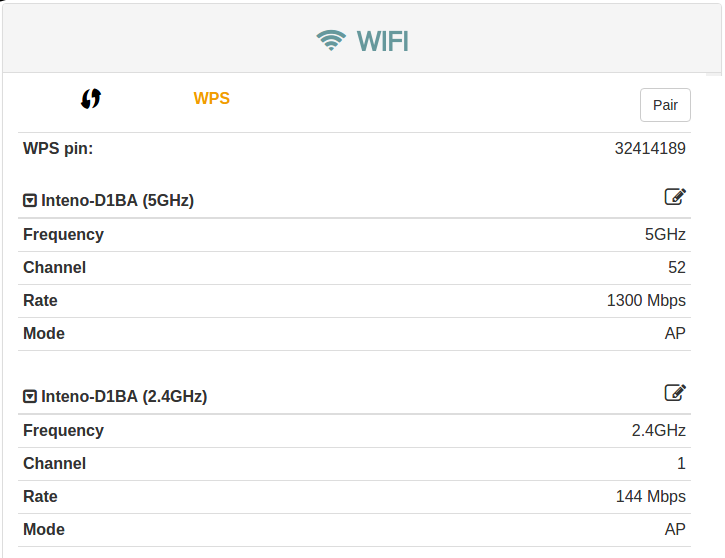 WIFI
WPS Pair
WPS pin: 32414189
Inteno-D1BA (5GHz)
Frequency 5GHz
Channel 52
Rate 1300 Mbps
Mode AP
Inteno-D1BA (2.4GHz)
Frequency 2.4GHz
Channel 1
Rate 144 Mbps
Mode AP